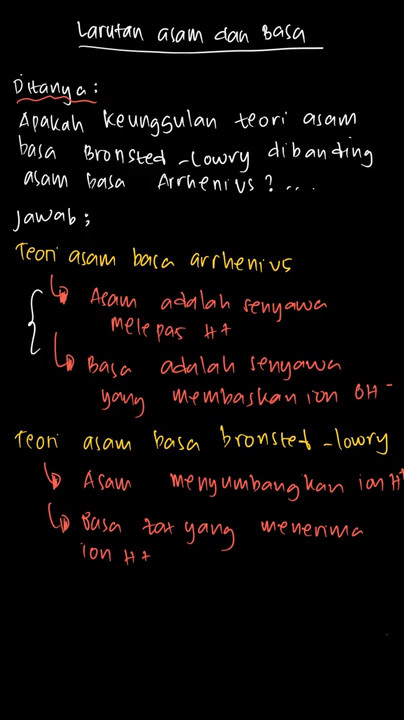 Larutan asam dan Basa
Ditanya:
Apakah keunggulan teori asam
basa Bronsted-Lowry dibanding
asam basa Arrhenius? ....
Jawab;
Teori asam basa arrhenius
Asam adalah senyawa
melepas H+
Basa adalah senyawa
yang membaskan ion OH-
Teori asam basa bronsted-lowry
Asam menyumbangkan ion H+
Basa zat yang menerima
ion H+